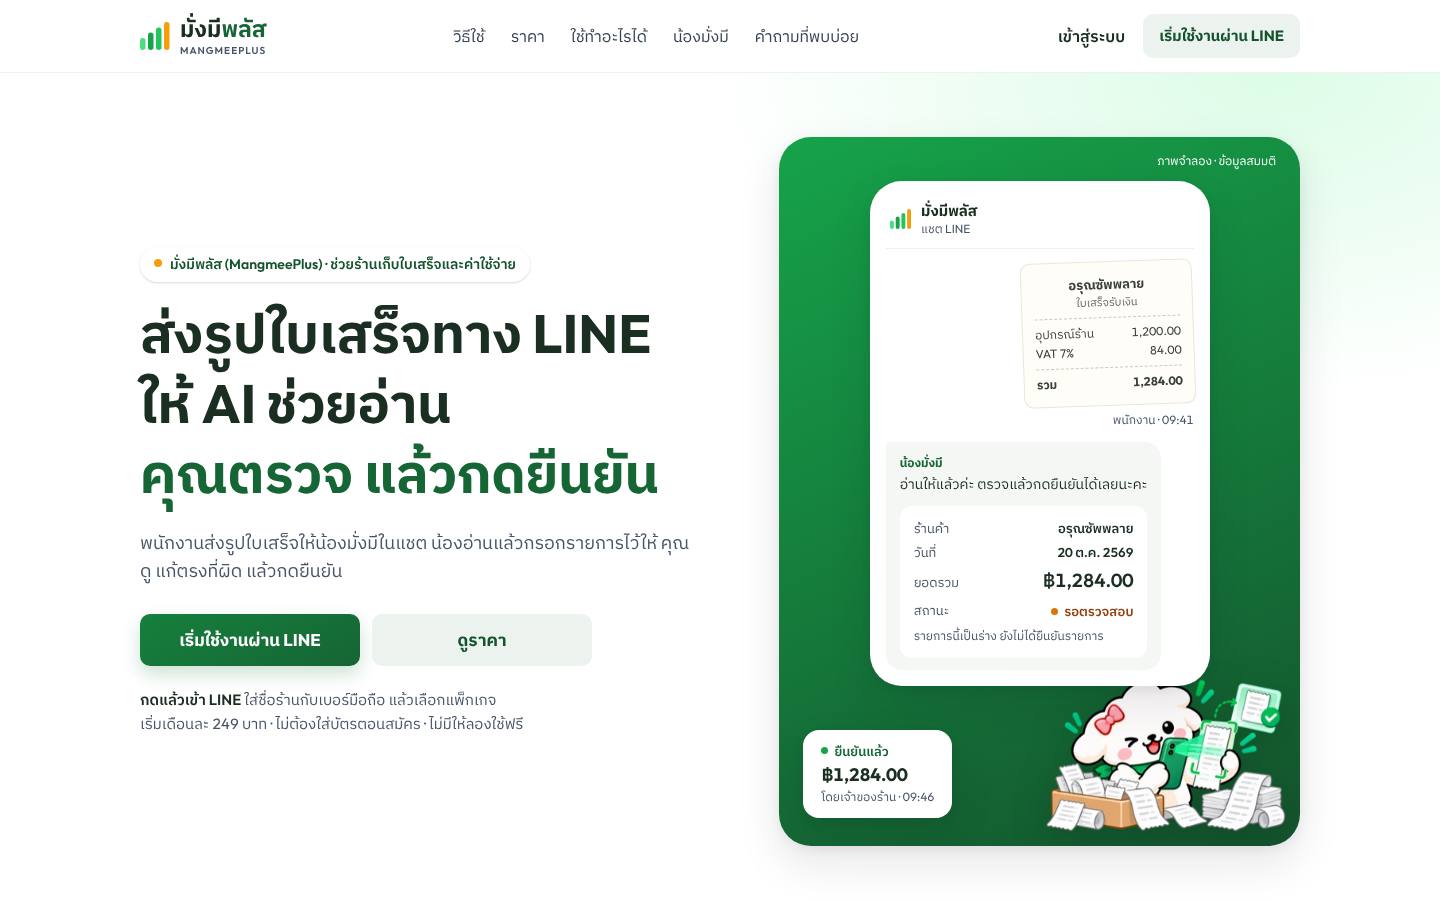 มั่งมีพลัส
MANGMEEPLUS
วิธีใช้
ราคา
ใช้ทำอะไรได้
น้องมั่งมี
คำถามที่พบบ่อย
เข้าสู่ระบบ
เริ่มใช้งานผ่าน LINE
มั่งมีพลัส (MangmeePlus) · ช่วยร้านเก็บใบเสร็จและค่าใช้จ่าย
ส่งรูปใบเสร็จทาง LINE
ให้ AI ช่วยอ่าน
คุณตรวจ แล้วกดยืนยัน
พนักงานส่งรูปใบเสร็จให้น้องมั่งมีในแชต น้องอ่านแล้วกรอกรายการไว้ให้ คุณ
ดู แก้ตรงที่ผิด แล้วกดยืนยัน
เริ่มใช้งานผ่าน LINE
ดูราคา
กดแล้วเข้า LINE ใส่ชื่อร้านกับเบอร์มือถือ แล้วเลือกแพ็กเกจ
เริ่มเดือนละ 249 บาท · ไม่ต้องใส่บัตรตอนสมัคร · ไม่มีให้ลองใช้ฟรี
ภาพจำลอง · ข้อมูลสมมติ
มั่งมีพลัส
แชต LINE
อรุณซัพพลาย
ใบเสร็จรับเงิน
อุปกรณ์ร้าน 1,200.00
VAT 7% 84.00
รวม 1,284.00
พนักงาน · 09:41
น้องมั่งมี
อ่านให้แล้วค่ะ ตรวจแล้วกดยืนยันได้เลยนะคะ
ร้านค้า อรุณซัพพลาย
วันที่ 20 ต.ค. 2569
ยอดรวม ฿1,284.00
สถานะ รอตรวจสอบ
รายการนี้เป็นร่าง ยังไม่ได้ยืนยันรายการ
ยืนยันแล้ว
฿1,284.00
โดยเจ้าของร้าน · 09:46